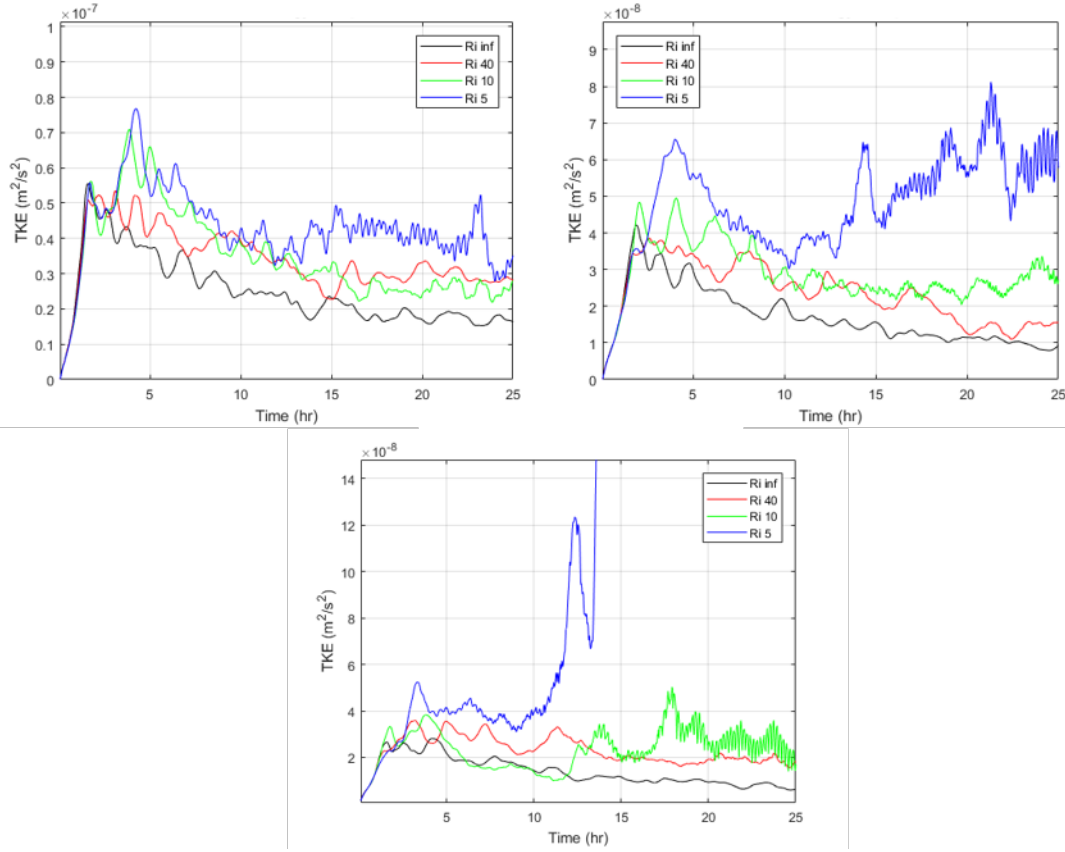 ×10⁻⁷
1
0.9
0.8
0.7
0.6
0.5
0.4
0.3
0.2
0.1
0
TKE (m²/s²)
Ri inf
Ri 40
Ri 10
Ri 5
5 10 15 20 25
Time (hr)
×10⁻⁸
9
8
7
6
5
4
3
2
1
0
TKE (m²/s²)
Ri inf
Ri 40
Ri 10
Ri 5
5 10 15 20 25
Time (hr)
×10⁻⁸
14
12
10
8
6
4
2
TKE (m²/s²)
Ri inf
Ri 40
Ri 10
Ri 5
5 10 15 20 25
Time (hr)